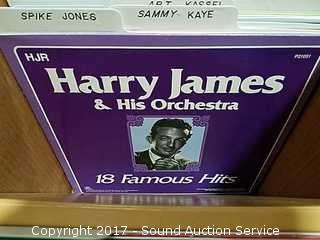 ART KASSEL
SPIKE JONES
SAMMY KAYE
HJR
PD1051
Harry James
& His Orchestra
18 Famous Hits
Copyright 2017 - Sound Auction Service